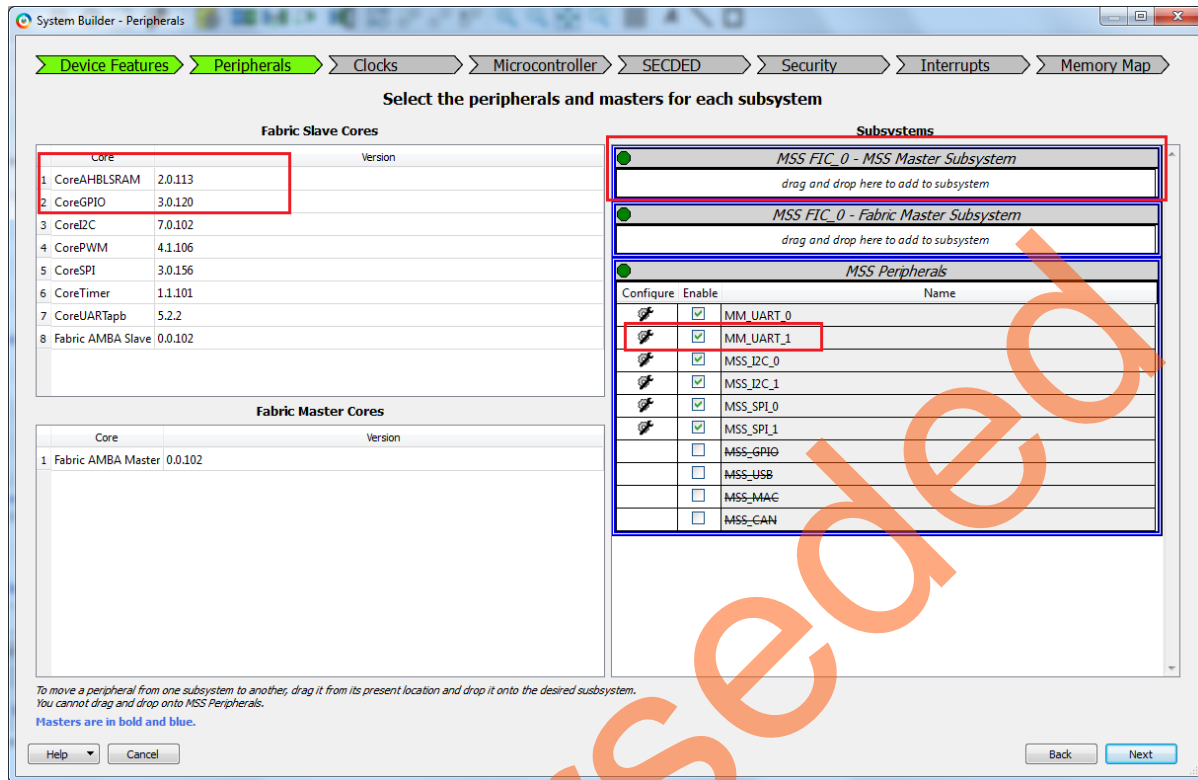 System Builder - Peripherals
Device Features Peripherals Clocks Microcontroller SECDED Security Interrupts Memory Map
Select the peripherals and masters for each subsystem
Fabric Slave Cores
Core Version
1 CoreAHBLSRAM 2.0.113
2 CoreGPIO 3.0.120
3 CoreI2C 7.0.102
4 CorePWM 4.1.106
5 CoreSPI 3.0.156
6 CoreTimer 1.1.101
7 CoreUARTapb 5.2.2
8 Fabric AMBA Slave 0.0.102
Fabric Master Cores
Core Version
1 Fabric AMBA Master 0.0.102
Subsystems
MSS FIC_0 - MSS Master Subsystem
drag and drop here to add to subsystem
MSS FIC_0 - Fabric Master Subsystem
drag and drop here to add to subsystem
MSS Peripherals
Configure Enable Name
MM_UART_0
MM_UART_1
MSS_I2C_0
MSS_I2C_1
MSS_SPI_0
MSS_SPI_1
MSS_GPIO
MSS_USB
MSS_MAC
MSS_CAN
To move a peripheral from one subsystem to another, drag it from its present location and drop it onto the desired susbsystem.
You cannot drag and drop onto MSS Peripherals.
Masters are in bold and blue.
Help Cancel Back Next
seded